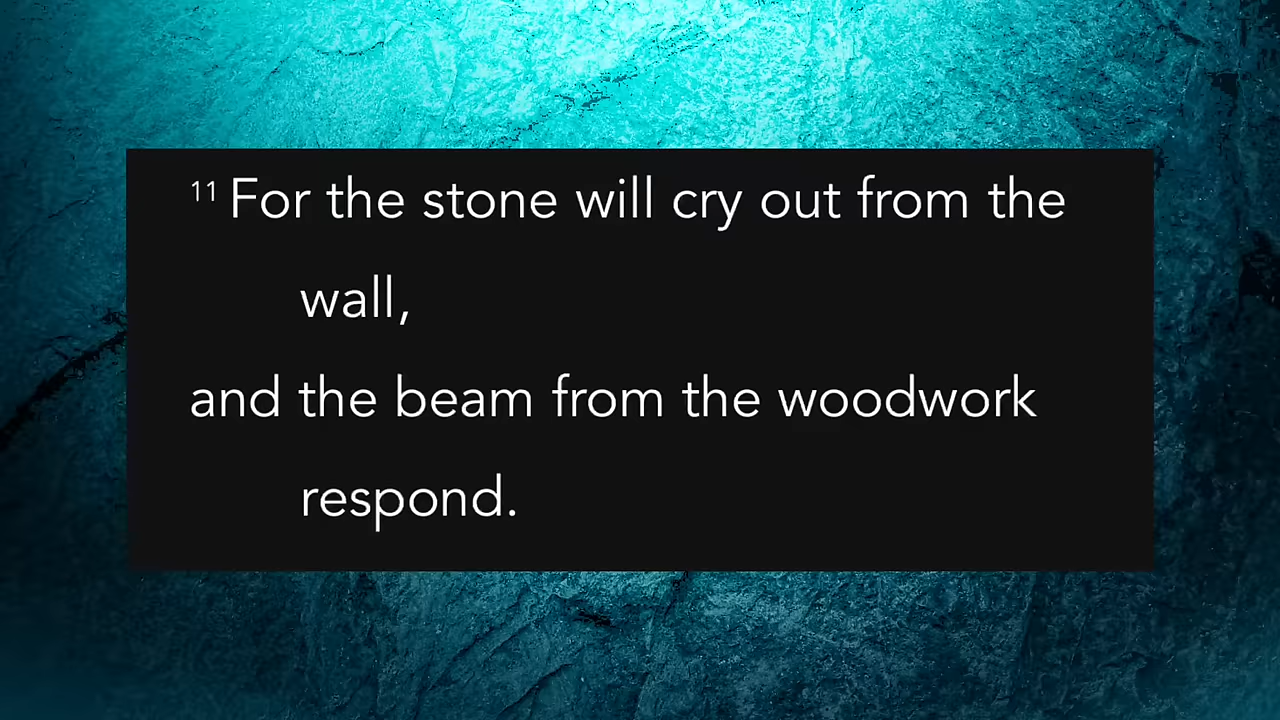 11 For the stone will cry out from the
wall,
and the beam from the woodwork
respond.